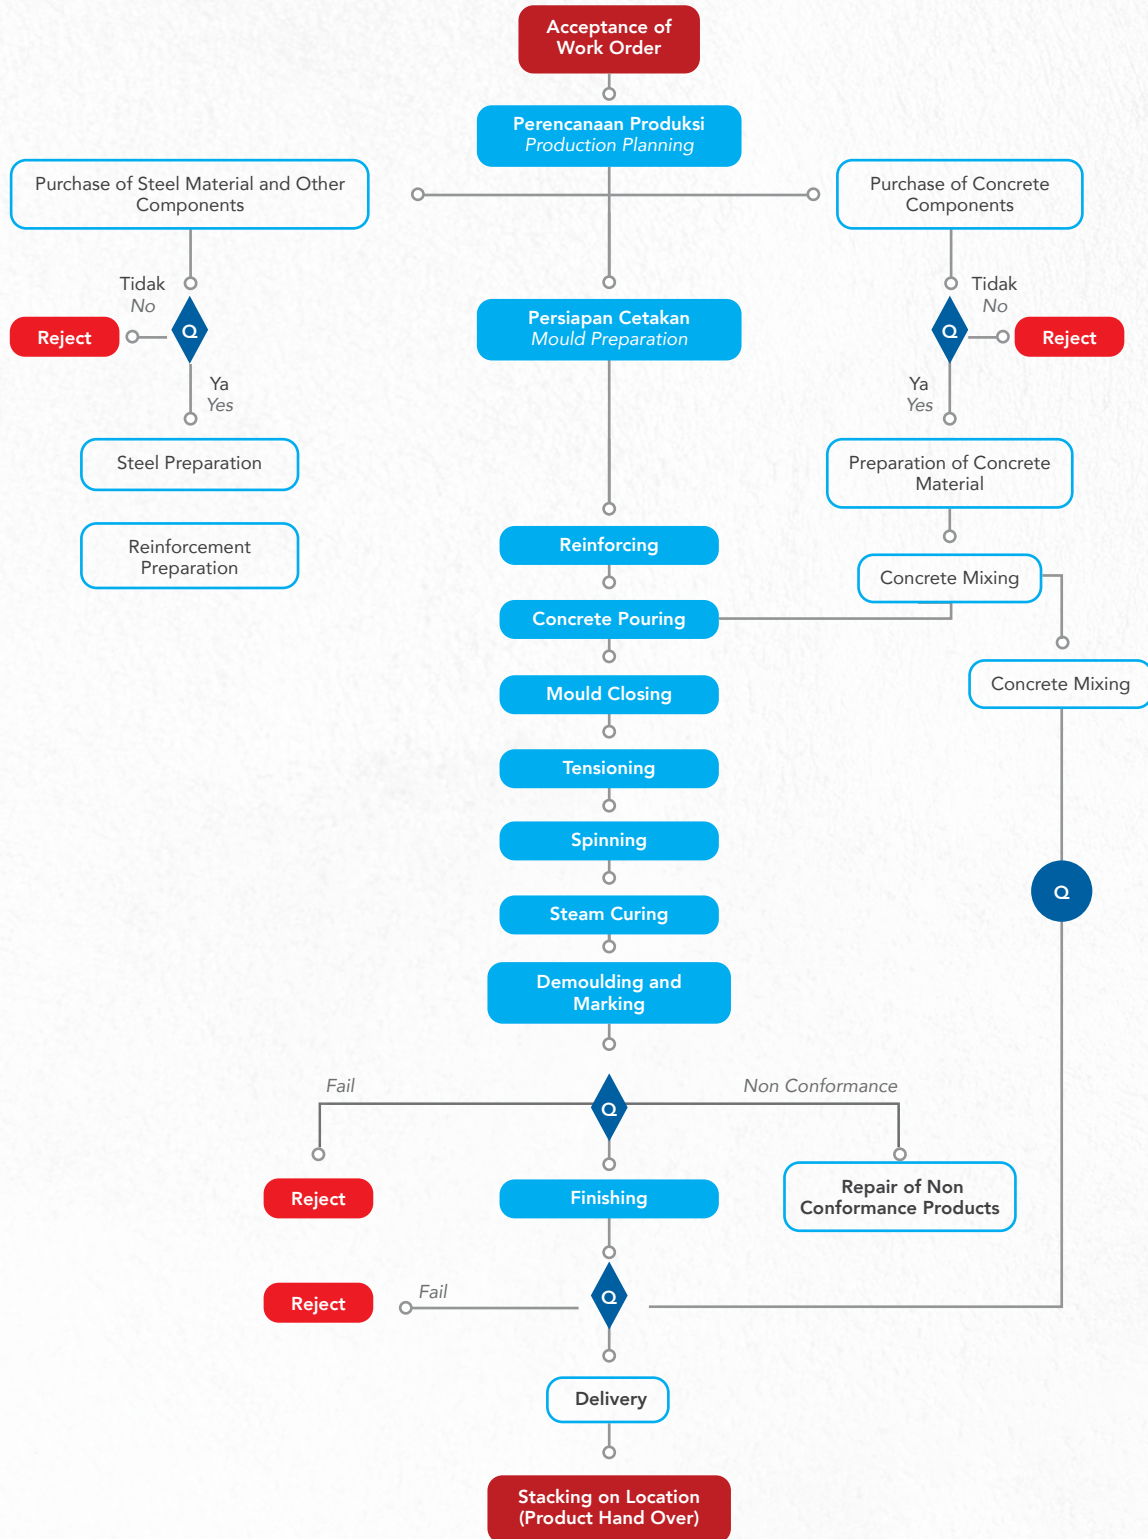 Acceptance of
Work Order
Perencanaan Produksi
Production Planning
Purchase of Steel Material and Other
Components
Purchase of Concrete
Components
Tidak
No
Q
Reject
Ya
Yes
Persiapan Cetakan
Mould Preparation
Tidak
No
Q
Reject
Ya
Yes
Steel Preparation
Reinforcement
Preparation
Preparation of Concrete
Material
Reinforcing
Concrete Mixing
Concrete Pouring
Concrete Mixing
Mould Closing
Tensioning
Spinning
Q
Steam Curing
Demoulding and
Marking
Fail
Q
Non Conformance
Reject
Finishing
Repair of Non
Conformance Products
Reject
Fail
Q
Delivery
Stacking on Location
(Product Hand Over)